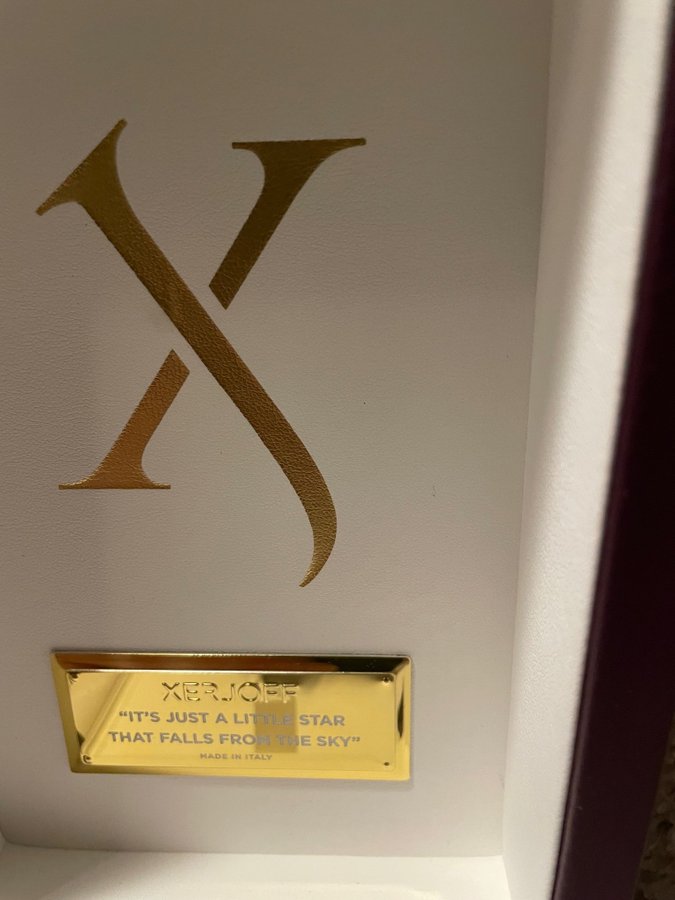 X
XERJOFF
“IT'S JUST A LITTLE STAR
THAT FALLS FROM THE SKY”
MADE IN ITALY